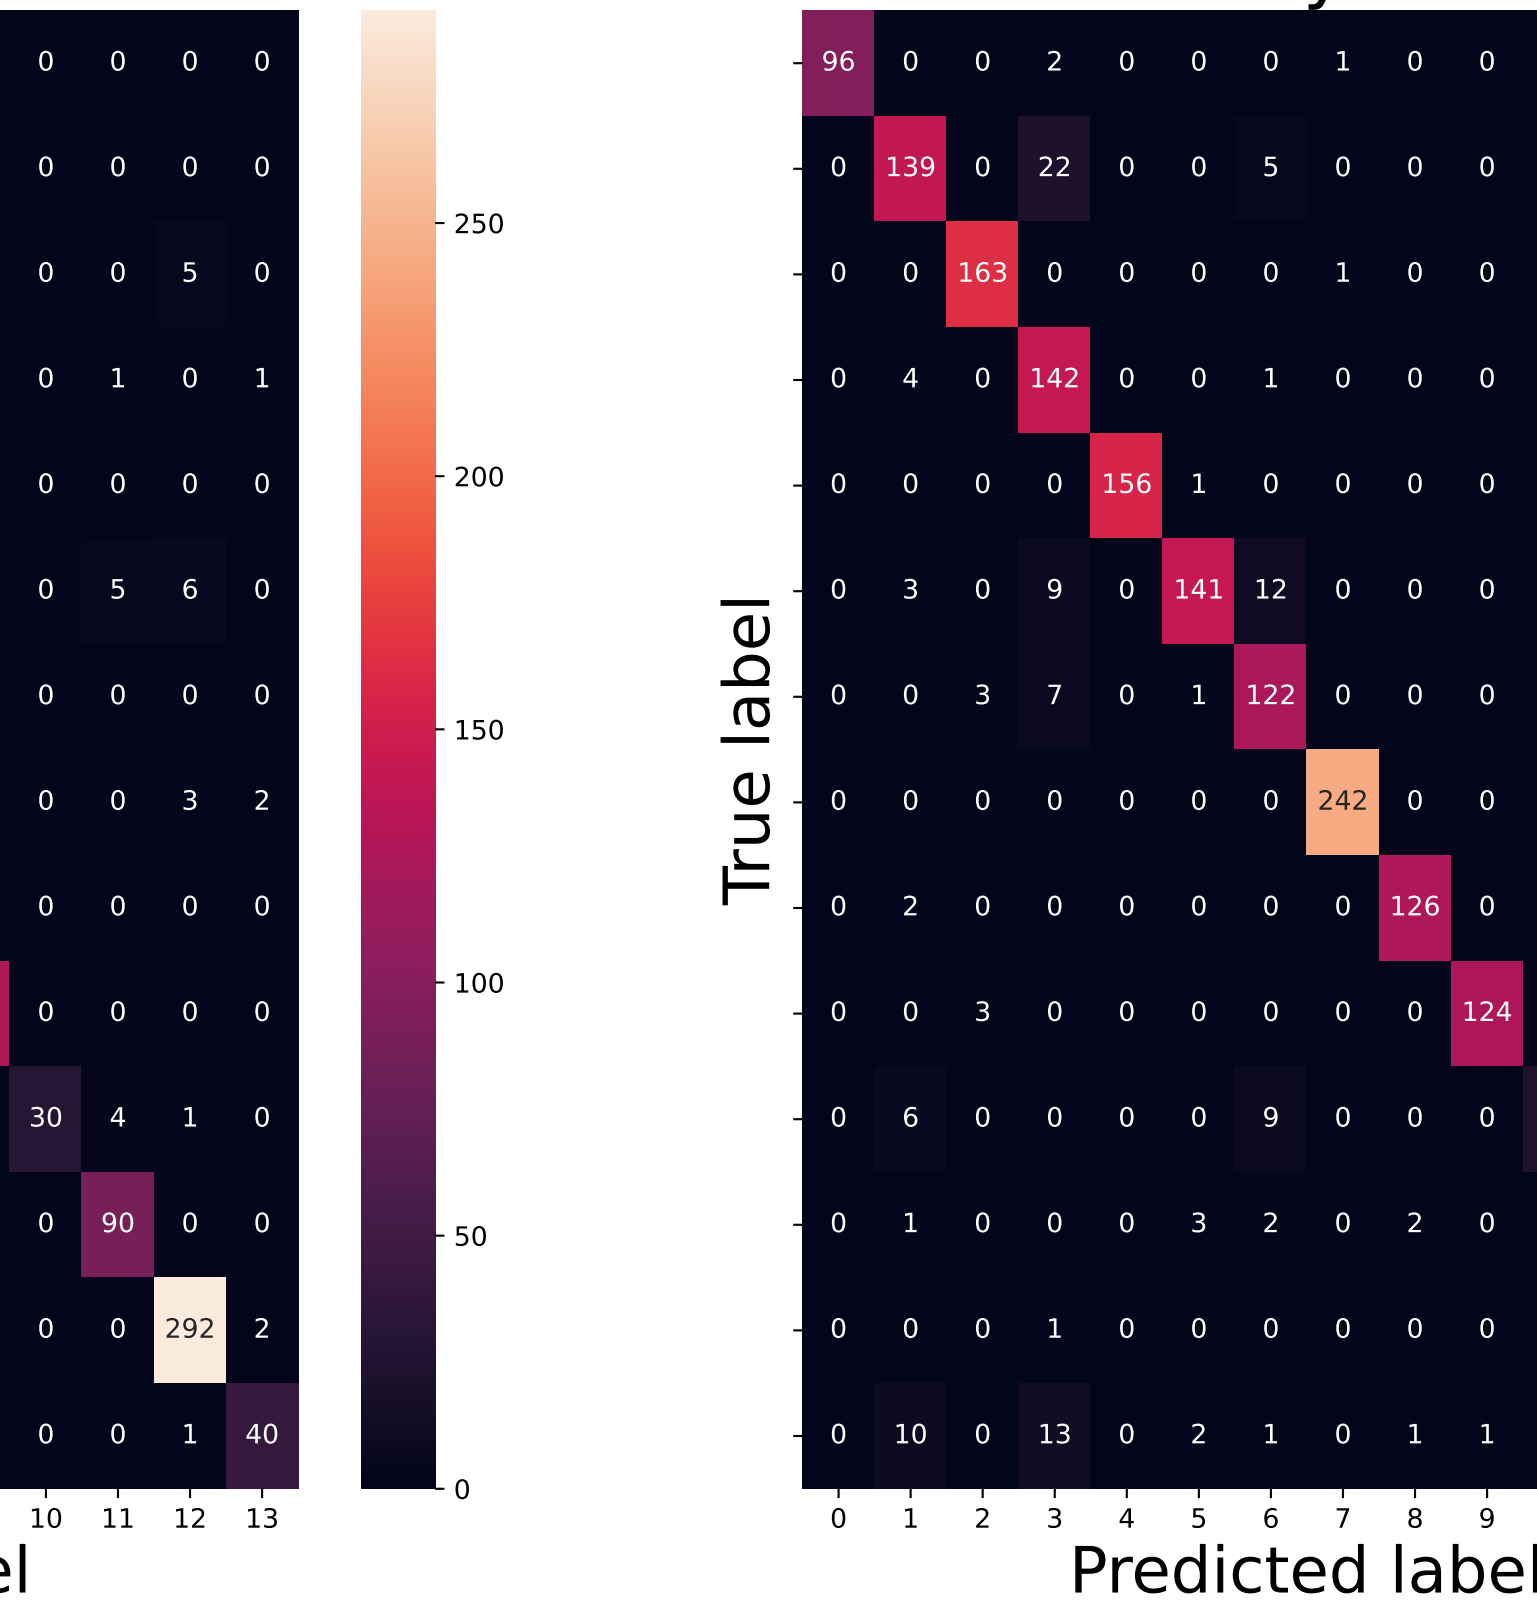 0 0 0 0
0 0 0 0
0 0 5 0
0 1 0 1
0 0 0 0
0 5 6 0
0 0 0 0
0 0 3 2
0 0 0 0
0 0 0 0
30 4 1 0
0 90 0 0
0 0 292 2
0 0 1 40
10 11 12 13
el
250
200
150
100
50
0
True label
96 0 0 2 0 0 0 1 0 0
0 139 0 22 0 0 5 0 0 0
0 0 163 0 0 0 0 1 0 0
0 4 0 142 0 0 1 0 0 0
0 0 0 0 156 1 0 0 0 0
0 3 0 9 0 141 12 0 0 0
0 0 3 7 0 1 122 0 0 0
0 0 0 0 0 0 0 242 0 0
0 2 0 0 0 0 0 0 126 0
0 0 3 0 0 0 0 0 0 124
0 6 0 0 0 0 9 0 0 0
0 1 0 0 0 3 2 0 2 0
0 0 0 1 0 0 0 0 0 0
0 10 0 13 0 2 1 0 1 1
0 1 2 3 4 5 6 7 8 9
Predicted label